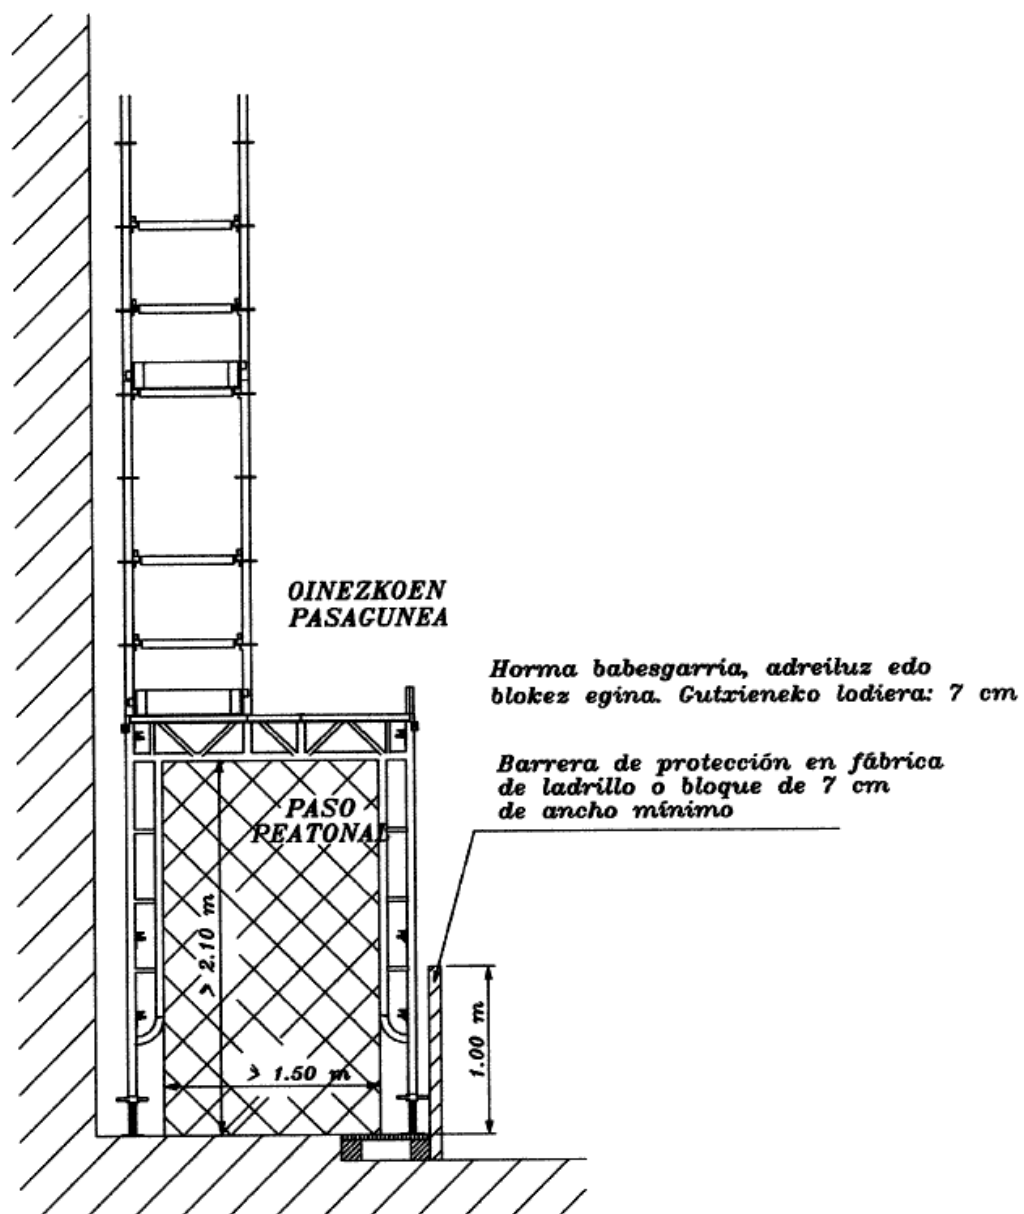 OINEZKOEN
PASAGUNEA
Horma babesgarria, adreiluz edo
blokez egina. Gutxieneko lodiera: 7 cm
Barrera de protección en fábrica
de ladrillo o bloque de 7 cm
de ancho mínimo
PASO
PEATONAL
> 2.10 m
> 1.50 m
1.00 m